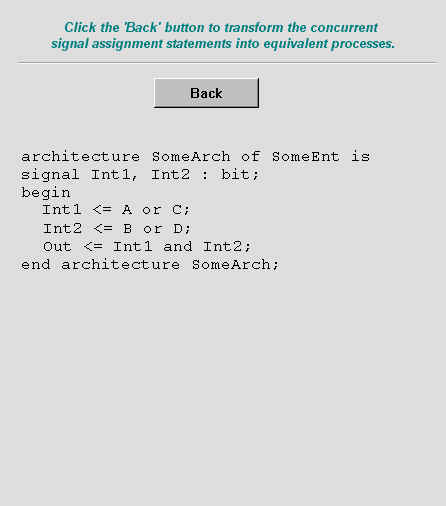 Click the 'Back' button to transform the concurrent
signal assignment statements into equivalent processes.
Back
architecture SomeArch of SomeEnt is
signal Int1, Int2 : bit;
begin
Int1 <= A or C;
Int2 <= B or D;
Out <= Int1 and Int2;
end architecture SomeArch;